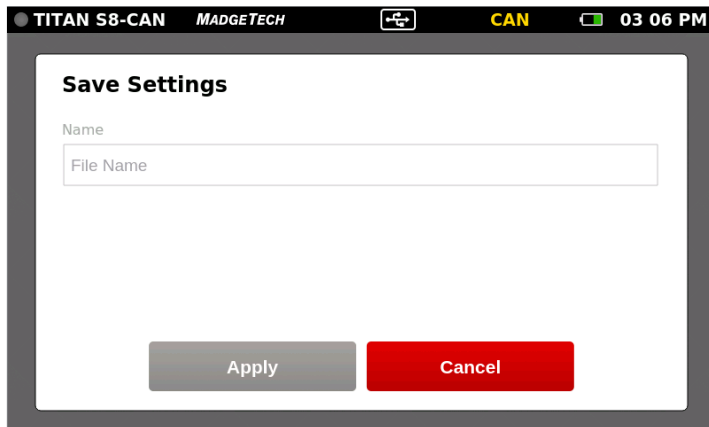 TITAN S8-CAN MADGETECH CAN 03 06 PM
Save Settings
Name
File Name
Apply Cancel